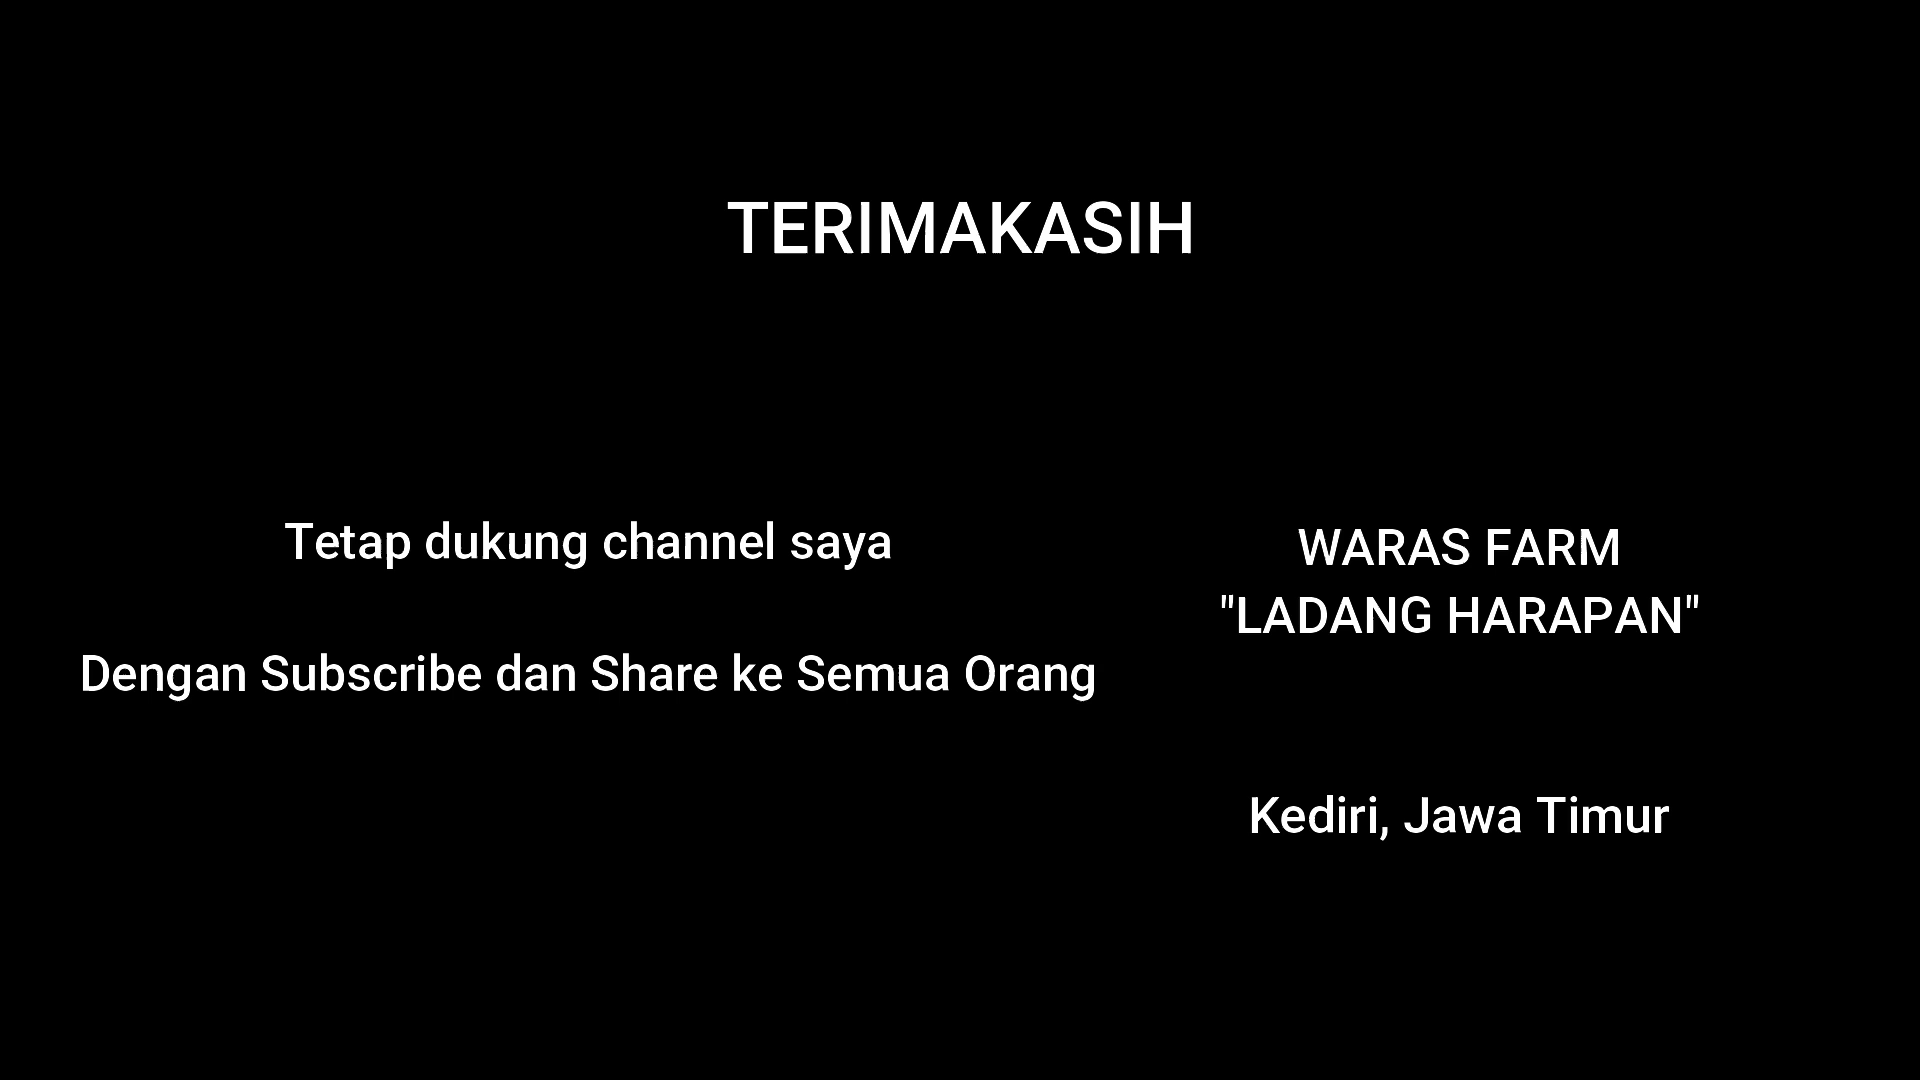 TERIMAKASIH
Tetap dukung channel saya
Dengan Subscribe dan Share ke Semua Orang
WARAS FARM
"LADANG HARAPAN"
Kediri, Jawa Timur